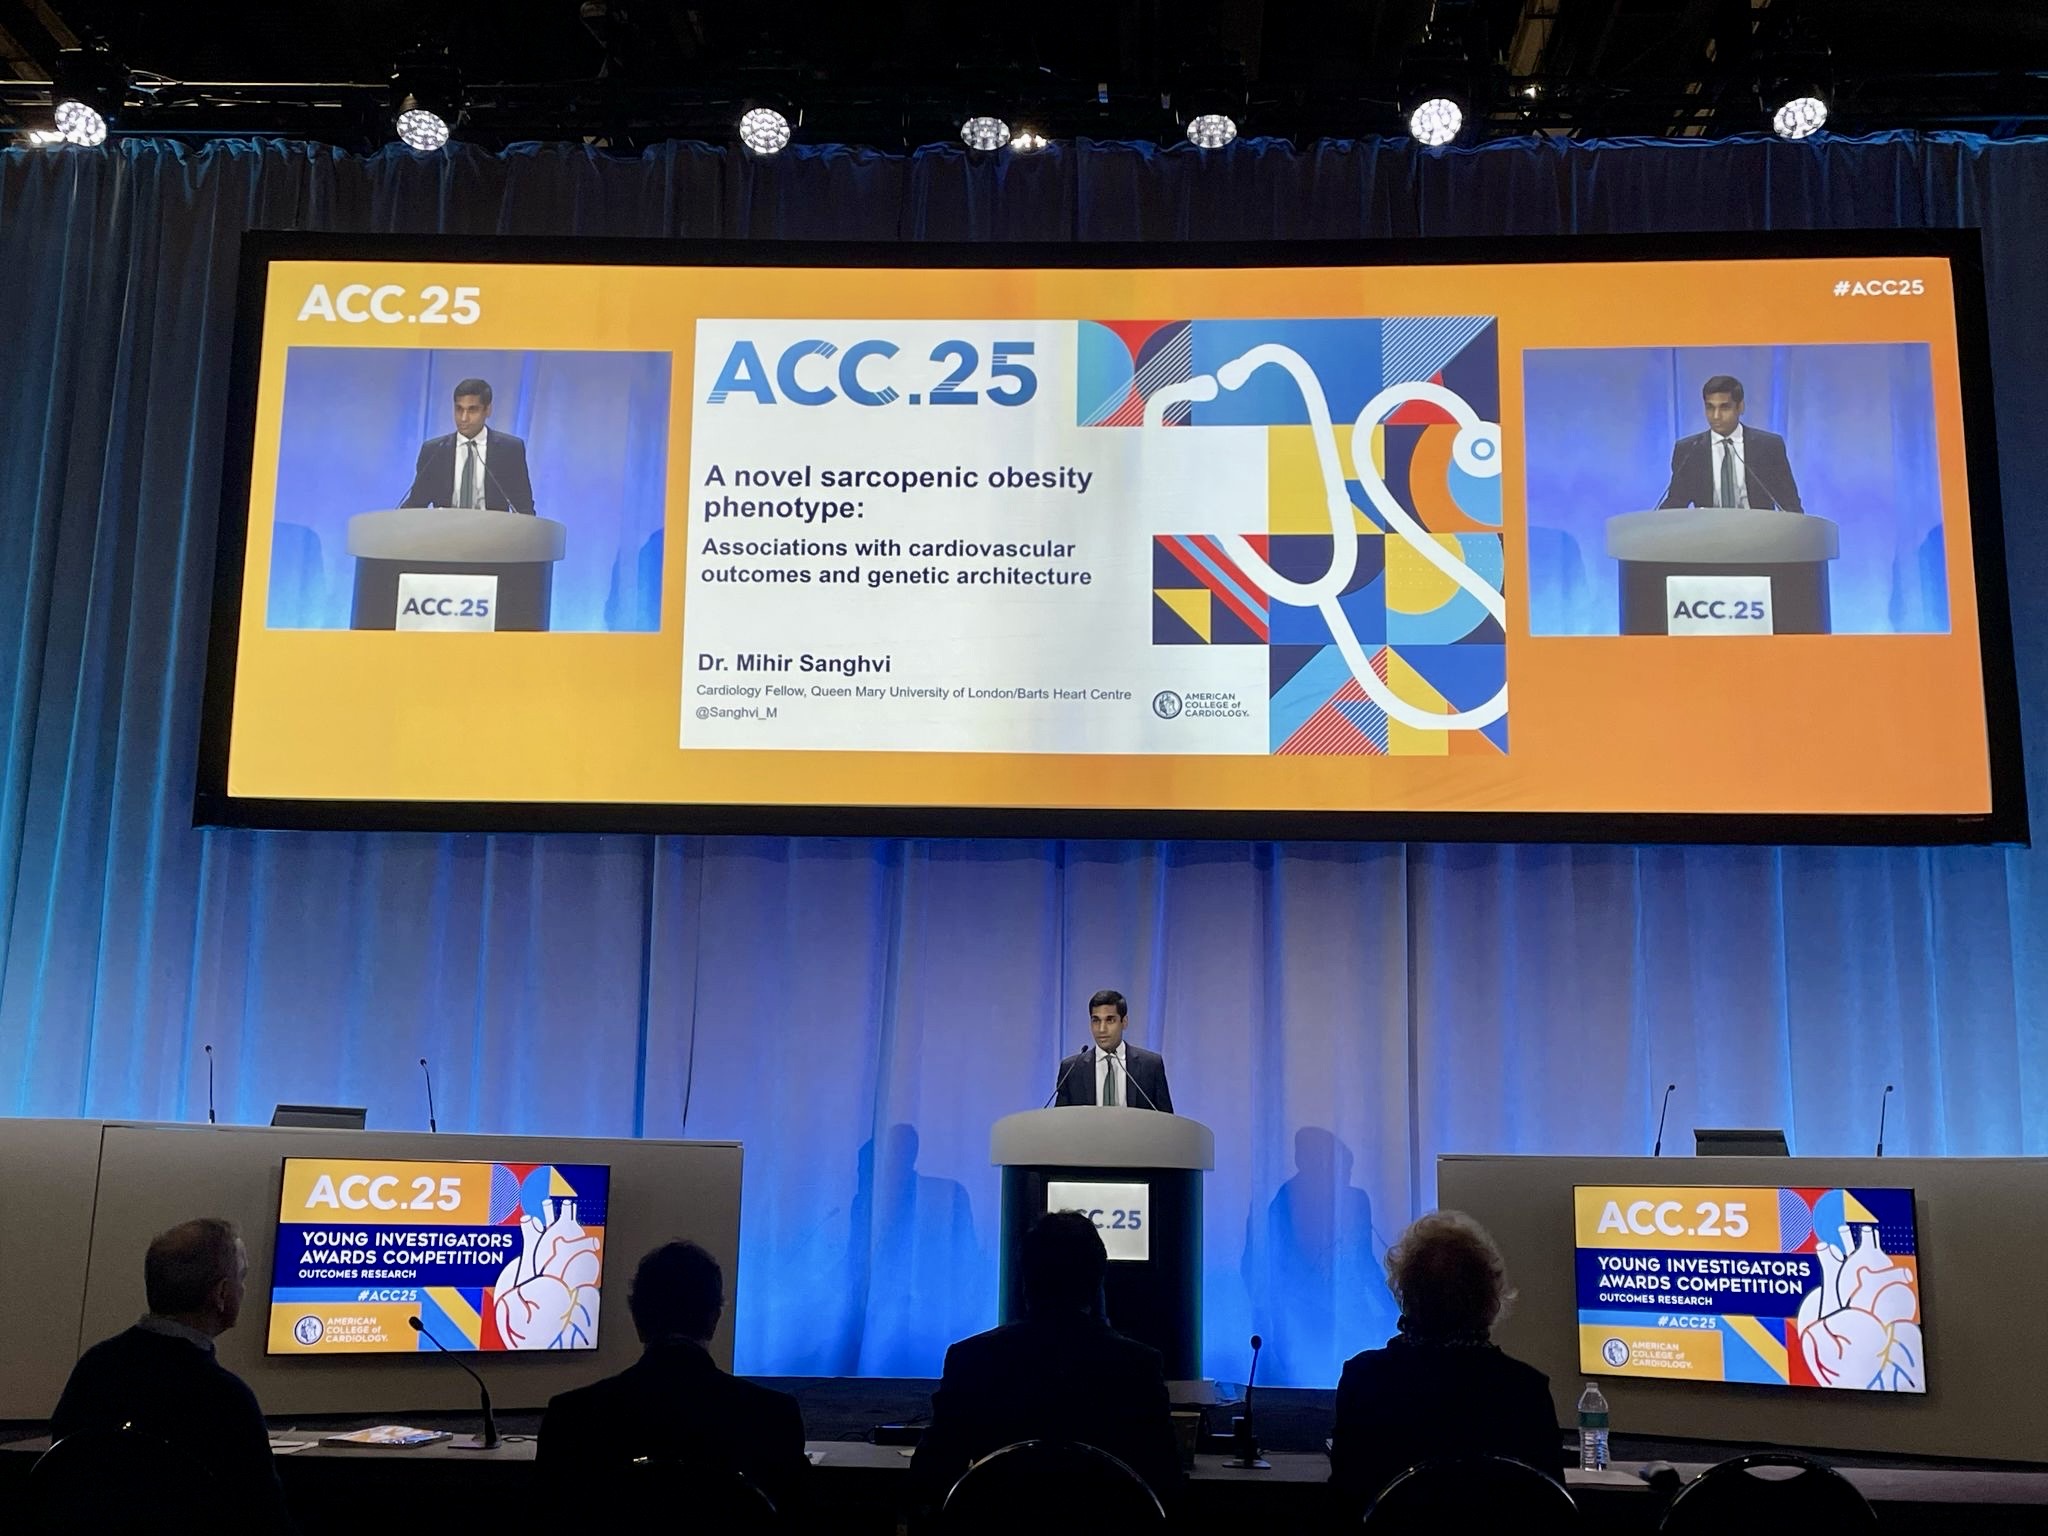 ACC.25
#ACC25
ACC.25
A novel sarcopenic obesity
phenotype:
Associations with cardiovascular
outcomes and genetic architecture
Dr. Mihir Sanghvi
Cardiology Fellow, Queen Mary University of London/Barts Heart Centre
@Sanghvi_M
AMERICAN
COLLEGE of
CARDIOLOGY.
ACC.25
ACC.25
ACC.25
YOUNG INVESTIGATORS
AWARDS COMPETITION
OUTCOMES RESEARCH
#ACC25
AMERICAN
COLLEGE of
CARDIOLOGY.
C.25
ACC.25
YOUNG INVESTIGATORS
AWARDS COMPETITION
OUTCOMES RESEARCH
#ACC25
AMERICAN
COLLEGE of
CARDIOLOGY.